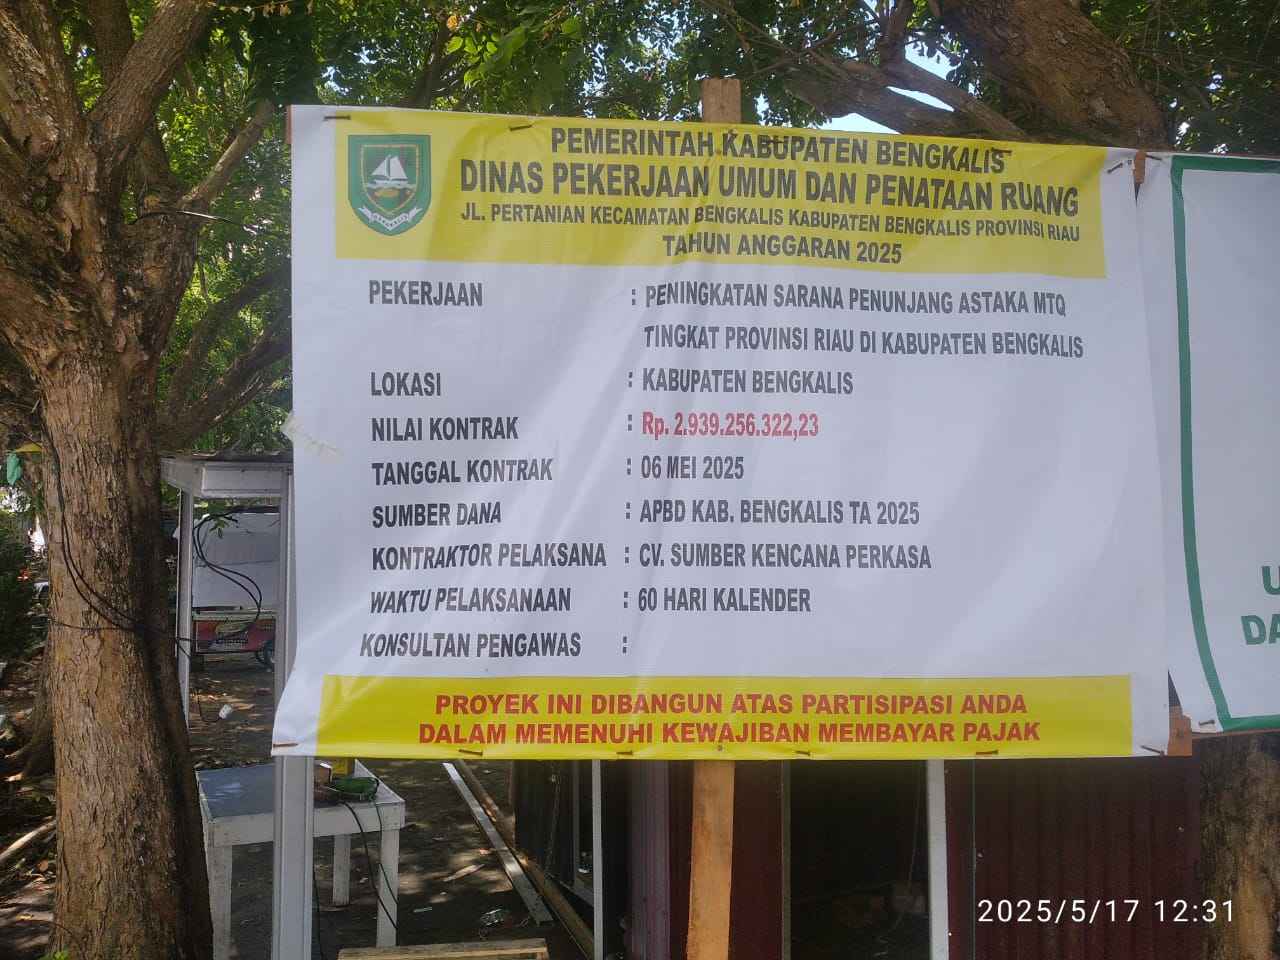 PEMERINTAH KABUPATEN BENGKALIS
DINAS PEKERJAAN UMUM DAN PENATAAN RUANG
JL. PERTANIAN KECAMATAN BENGKALIS KABUPATEN BENGKALIS PROVINSI RIAU
TAHUN ANGGARAN 2025
PEKERJAAN : PENINGKATAN SARANA PENUNJANG ASTAKA MTQ
TINGKAT PROVINSI RIAU DI KABUPATEN BENGKALIS
LOKASI : KABUPATEN BENGKALIS
NILAI KONTRAK : Rp. 2.939.256.322,23
TANGGAL KONTRAK : 06 MEI 2025
SUMBER DANA : APBD KAB. BENGKALIS TA 2025
KONTRAKTOR PELAKSANA : CV. SUMBER KENCANA PERKASA
WAKTU PELAKSANAAN : 60 HARI KALENDER
KONSULTAN PENGAWAS :
PROYEK INI DIBANGUN ATAS PARTISIPASI ANDA
DALAM MEMENUHI KEWAJIBAN MEMBAYAR PAJAK
2025/5/17 12:31